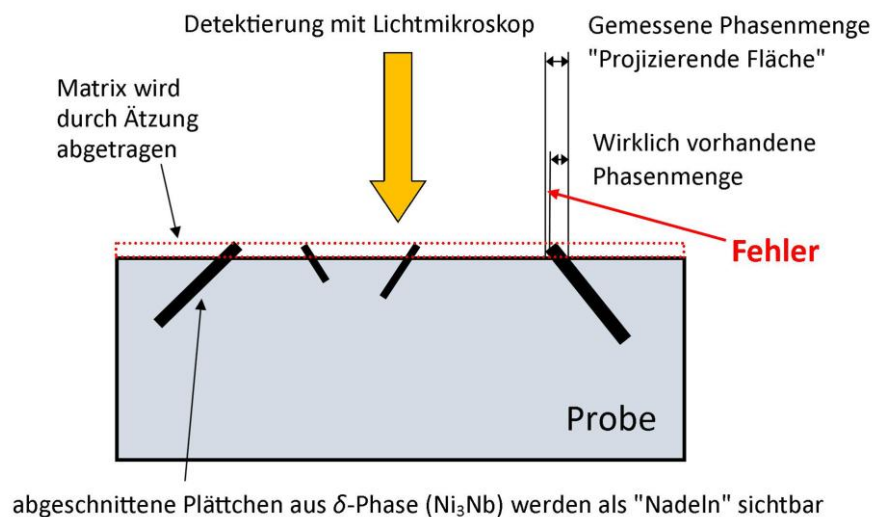 Detektierung mit Lichtmikroskop
Gemessene Phasenmenge
"Projizierende Fläche"
Matrix wird
durch Ätzung
abgetragen
Wirklich vorhandene
Phasenmenge
Fehler
Probe
abgeschnittene Plättchen aus δ-Phase (Ni₃Nb) werden als "Nadeln" sichtbar